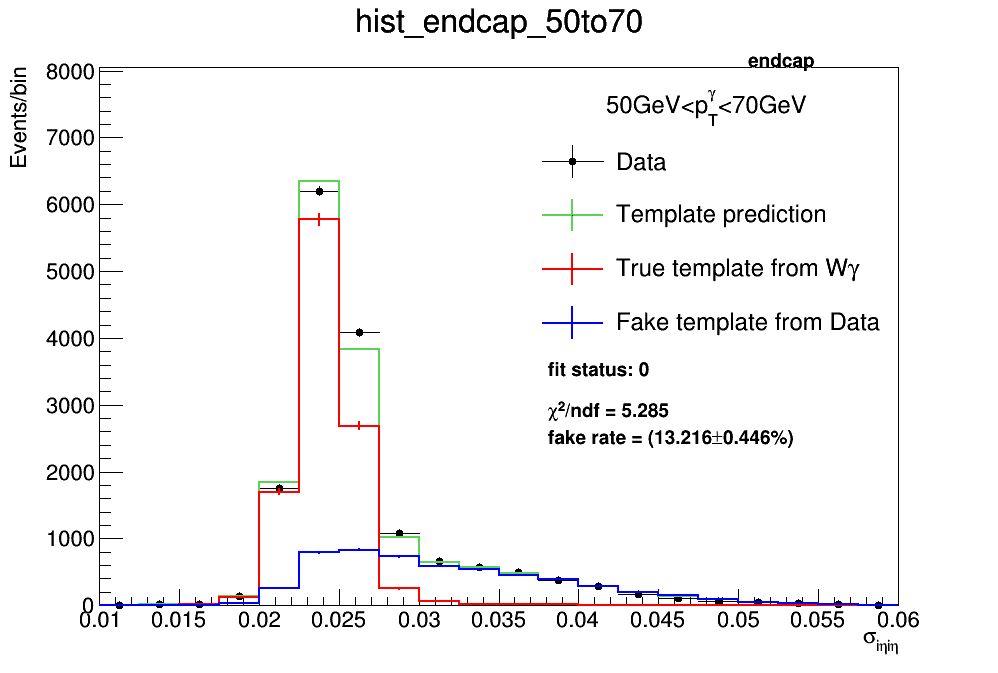 hist_endcap_50to70
endcap
Events/bin
8000
7000
6000
5000
4000
3000
2000
1000
0
50GeV<p_T^γ<70GeV
Data
Template prediction
True template from Wγ
Fake template from Data
fit status: 0
χ²/ndf = 5.285
fake rate = (13.216±0.446%)
0.01 0.015 0.02 0.025 0.03 0.035 0.04 0.045 0.05 0.055 0.06
σ_iηiη